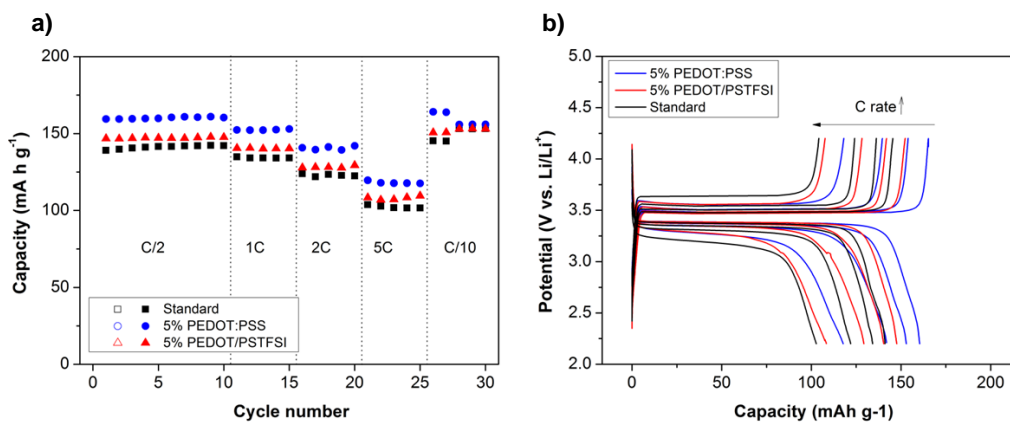 a)
200
150
100
50
0
0
5
10
15
20
25
30
Capacity (mA h g-1)
Cycle number
C/2
1C
2C
5C
C/10
Standard
5% PEDOT:PSS
5% PEDOT/PSTFSI
b)
5.0
4.5
4.0
3.5
3.0
2.5
2.0
0
50
100
150
200
Potential (V vs. Li/Li+)
Capacity (mAh g-1)
5% PEDOT:PSS
5% PEDOT/PSTFSI
Standard
C rate